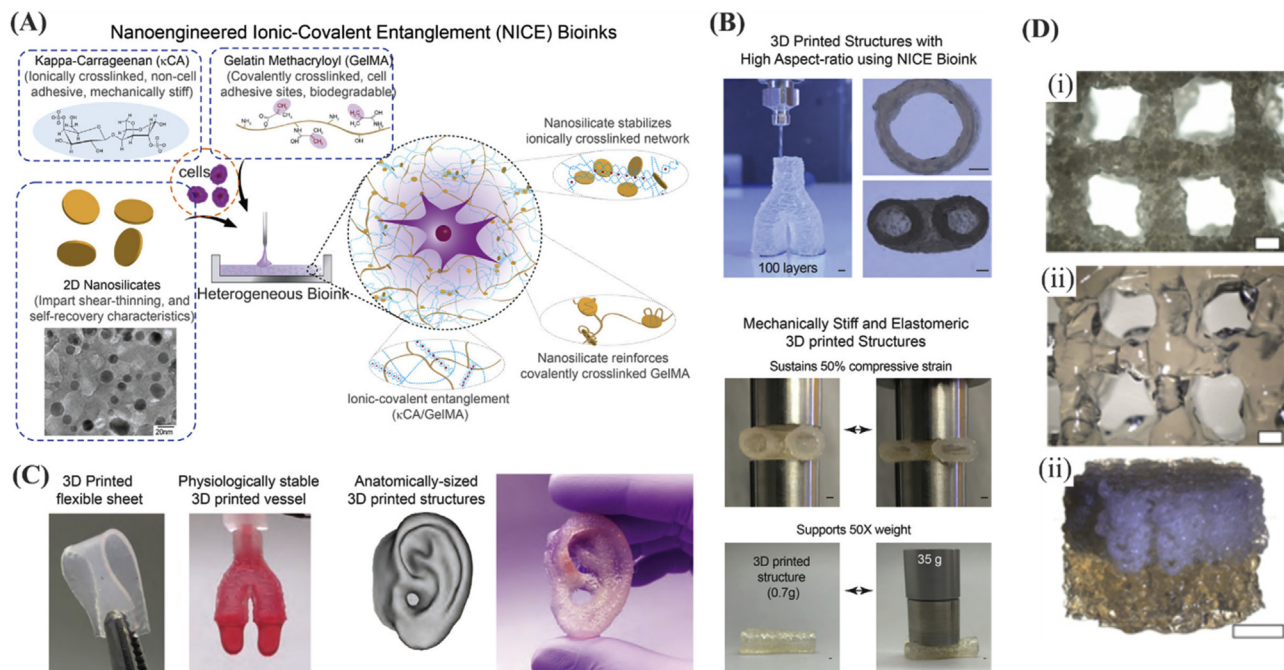 (A)
Nanoengineered Ionic-Covalent Entanglement (NICE) Bioinks
Kappa-Carrageenan (κCA)
(Ionically crosslinked, non-cell
adhesive, mechanically stiff)
Gelatin Methacryloyl (GelMA)
(Covalently crosslinked, cell
adhesive sites, biodegradable)
cells
2D Nanosilicates
(Impart shear-thinning, and
self-recovery characteristics)
20nm
Heterogeneous Bioink
Nanosilicate stabilizes
ionically crosslinked network
Nanosilicate reinforces
covalently crosslinked GelMA
Ionic-covalent entanglement
(κCA/GelMA)
(B)
3D Printed Structures with
High Aspect-ratio using NICE Bioink
100 layers
Mechanically Stiff and Elastomeric
3D printed Structures
Sustains 50% compressive strain
Supports 50X weight
3D printed
structure
(0.7g)
35 g
(C)
3D Printed
flexible sheet
Physiologically stable
3D printed vessel
Anatomically-sized
3D printed structures
(D)
(i)
(ii)
(ii)